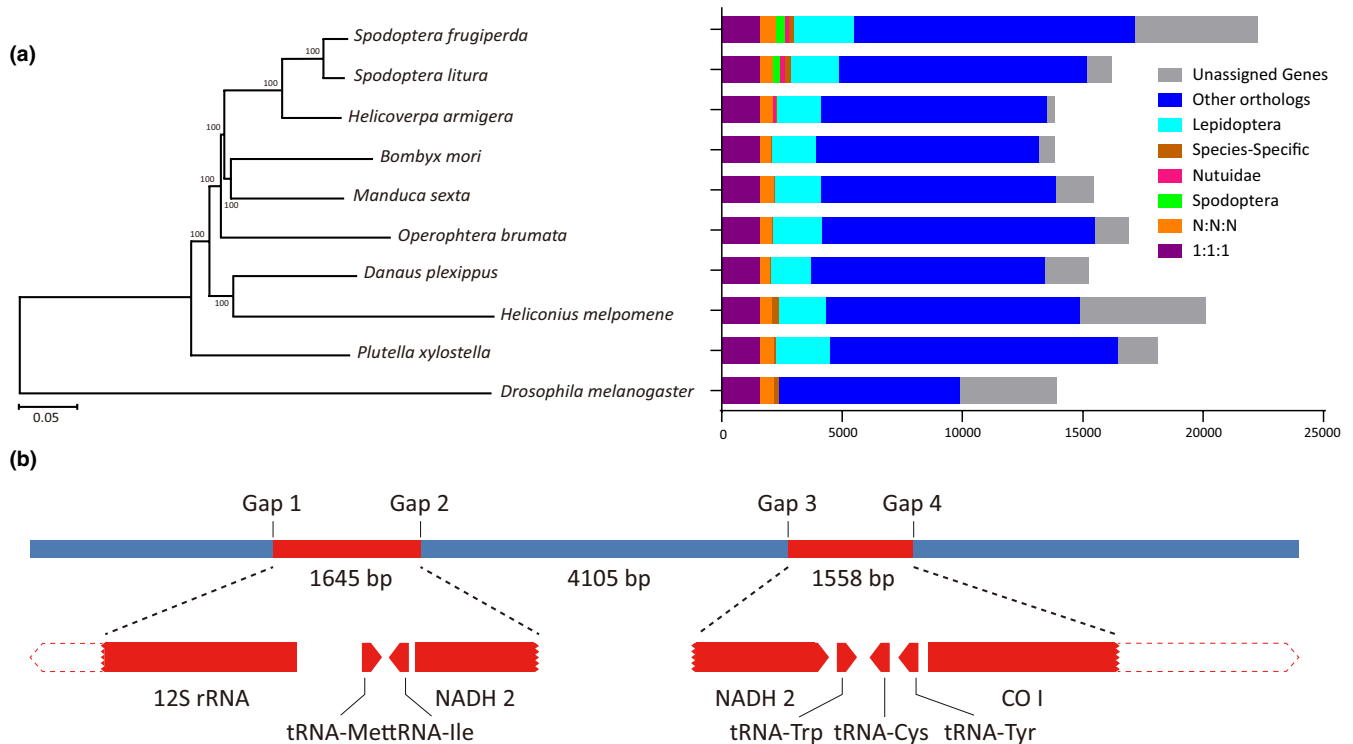 (a)
100
100
100
100
100
100
100
100
Spodoptera frugiperda
Spodoptera litura
Helicoverpa armigera
Bombyx mori
Manduca sexta
Operophtera brumata
Danaus plexippus
Heliconius melpomene
Plutella xylostella
Drosophila melanogaster
0.05
Unassigned Genes
Other orthologs
Lepidoptera
Species-Specific
Nutuidae
Spodoptera
N:N:N
1:1:1
0 5000 10000 15000 20000 25000
(b)
Gap 1 Gap 2 Gap 3 Gap 4
1645 bp 4105 bp 1558 bp
12S rRNA NADH 2 NADH 2 CO I
tRNA-Met tRNA-Ile tRNA-Trp tRNA-Cys tRNA-Tyr